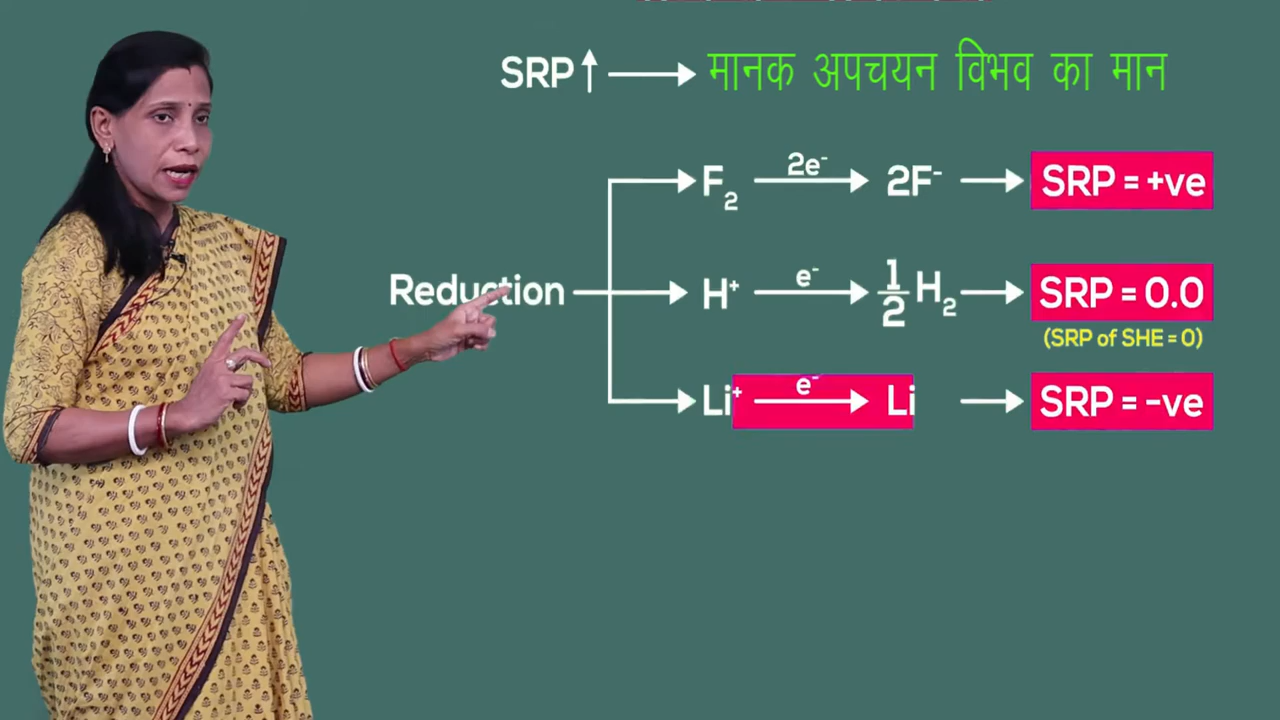 SRP↑ → मानक अपचयन विभव का मान
F₂ 2e⁻→ 2F⁻ → SRP = +ve
Reduction → H⁺ e⁻→ 1/2 H₂ → SRP = 0.0
(SRP of SHE = 0)
Li⁺ e⁻→ Li → SRP = -ve